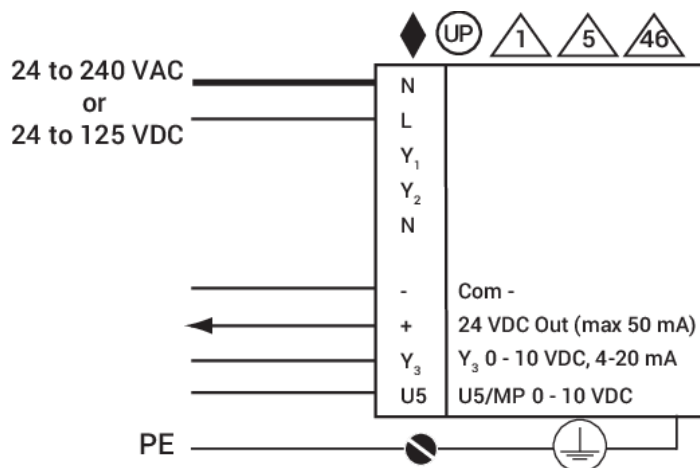 UP 1 5 46
24 to 240 VAC
or
24 to 125 VDC
N
L
Y₁
Y₂
N
- Com -
+ 24 VDC Out (max 50 mA)
Y₃ Y₃ 0 - 10 VDC, 4-20 mA
U5 U5/MP 0 - 10 VDC
PE